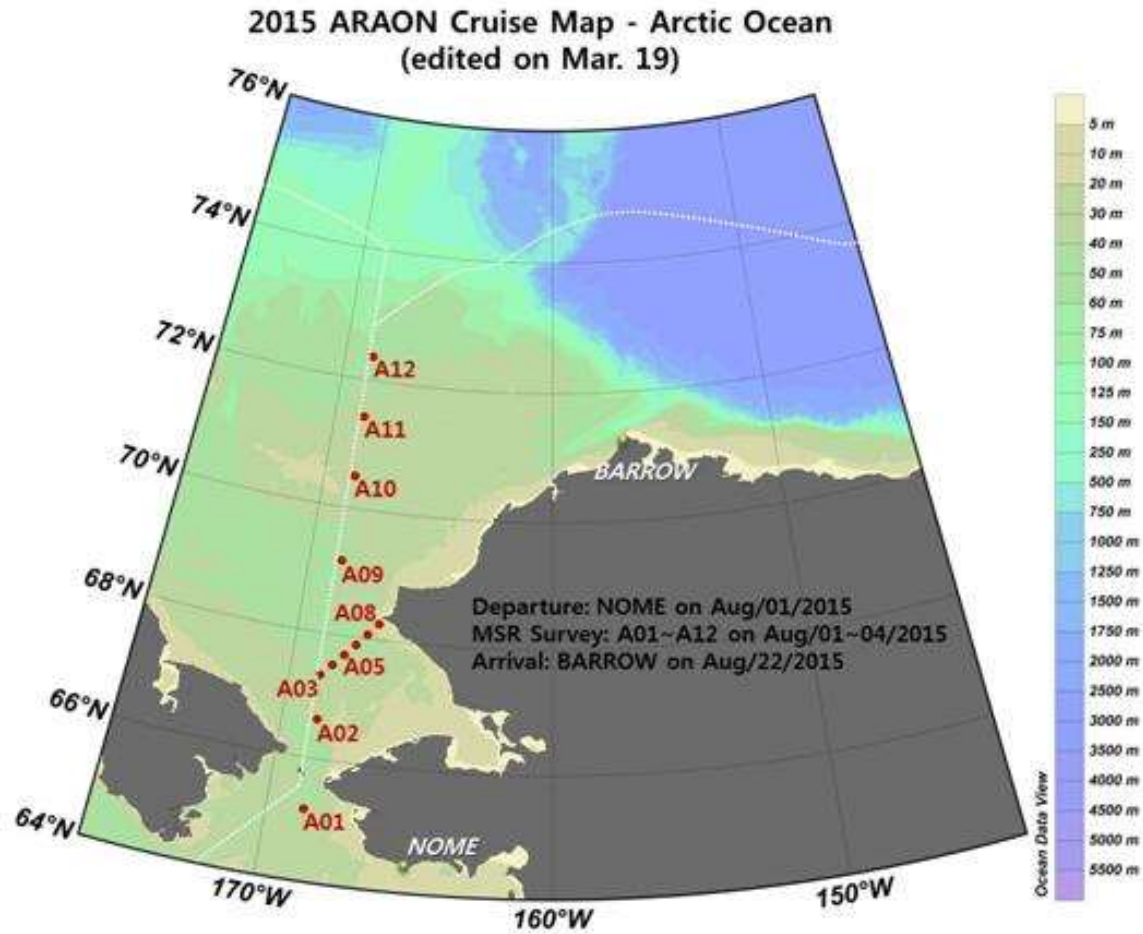 2015 ARAON Cruise Map - Arctic Ocean
(edited on Mar. 19)
76°N
74°N
72°N
70°N
68°N
66°N
64°N
170°W
160°W
150°W
A12
A11
A10
A09
A08
A05
A03
A02
A01
BARROW
NOME
Departure: NOME on Aug/01/2015
MSR Survey: A01~A12 on Aug/01~04/2015
Arrival: BARROW on Aug/22/2015
5 m
10 m
20 m
30 m
40 m
50 m
60 m
75 m
100 m
125 m
150 m
250 m
500 m
750 m
1000 m
1250 m
1500 m
1750 m
2000 m
2500 m
3000 m
3500 m
4000 m
4500 m
5000 m
5500 m
Ocean Data View